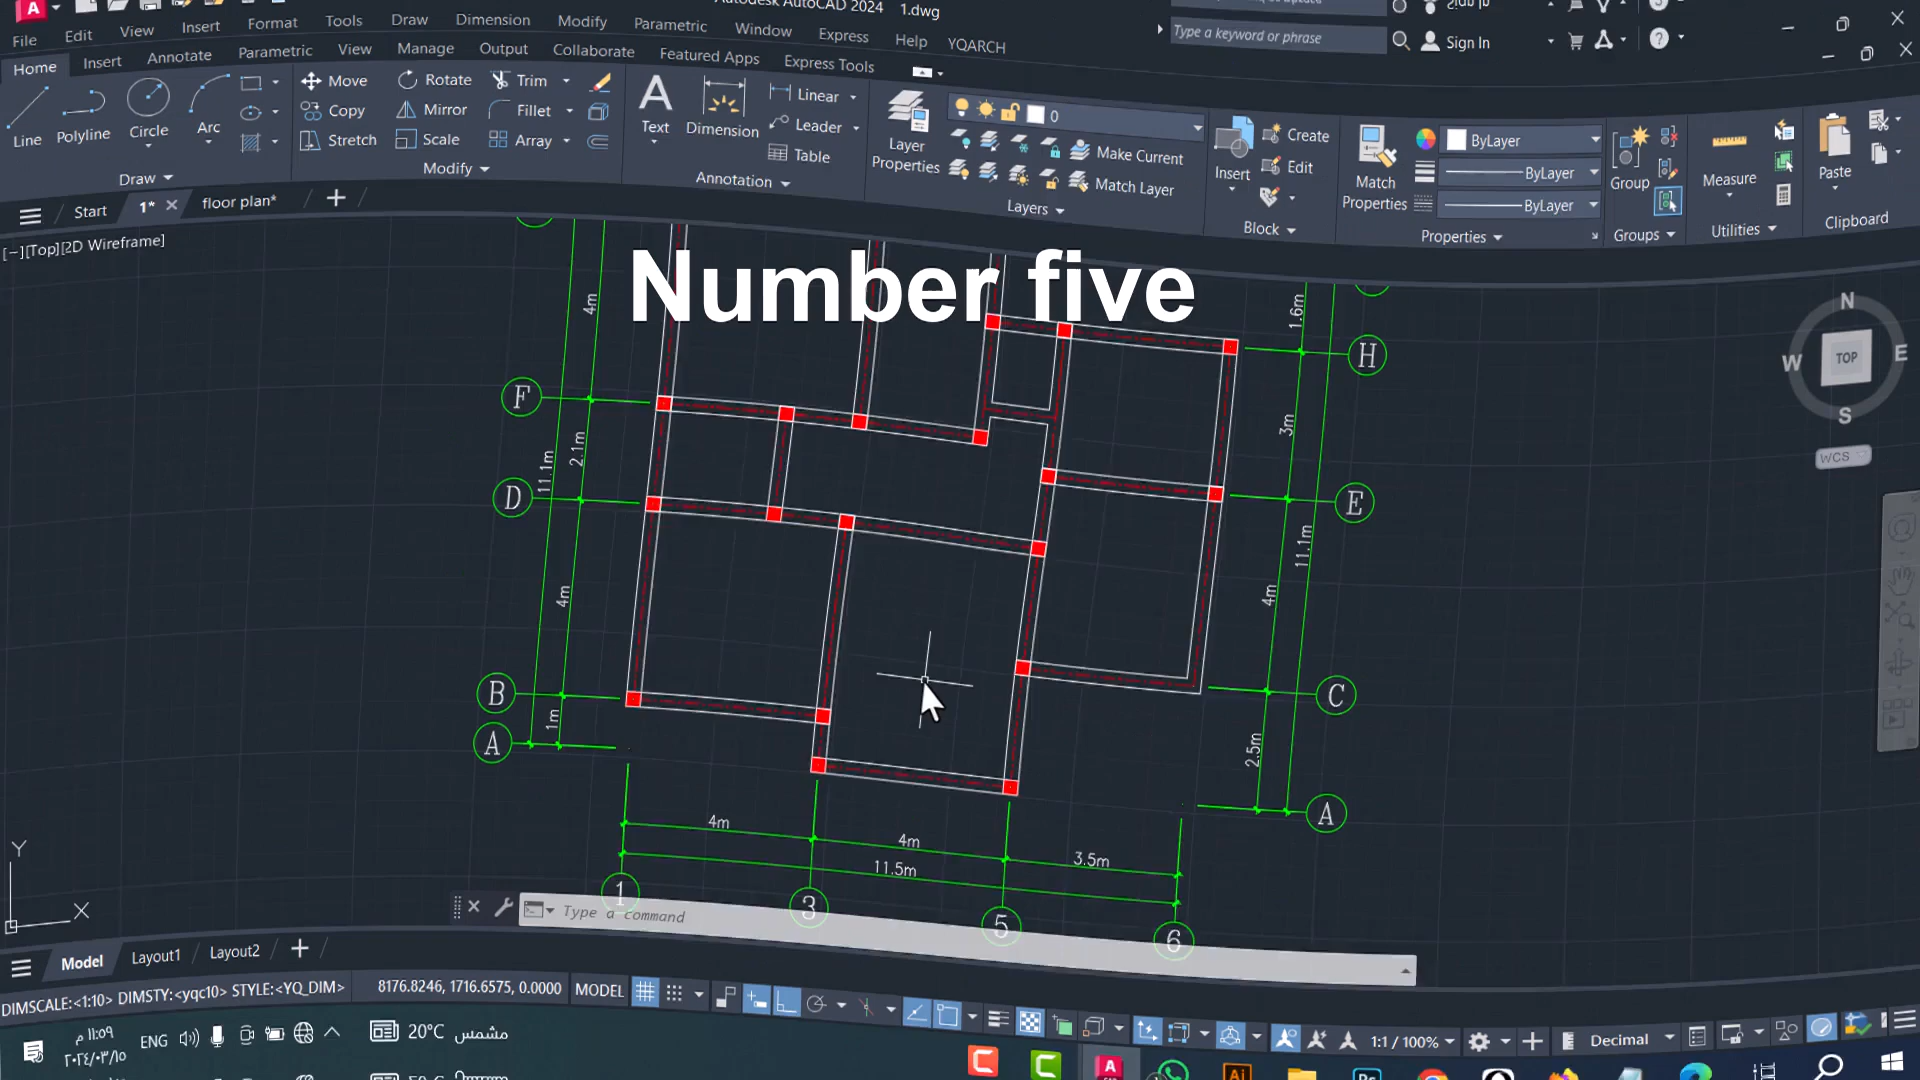 Autodesk AutoCAD 2024 1.dwg
File Edit View Insert Format Tools Draw Dimension Modify Parametric Window Express Help YQARCH
Type a keyword or phrase
Sign In
Home Insert Annotate Parametric View Manage Output Collaborate Featured Apps Express Tools
Line Polyline Circle Arc
Draw
Move Rotate Trim
Copy Mirror Fillet
Stretch Scale Array
Modify
Text Dimension
Linear
Leader
Table
Annotation
Layer Properties
0
Make Current
Match Layer
Layers
Insert
Create
Edit
Block
Match Properties
ByLayer
ByLayer
ByLayer
Properties
Group
Groups
Measure
Utilities
Paste
Clipboard
Start 1* floor plan*
[−][Top][2D Wireframe]
Number five
N
W TOP E
S
WCS
4m
1.6m
H
F
3m
2.1m
11.1m
D
E
11.1m
4m
4m
B
C
1m
A
2.5m
A
4m
4m
3.5m
11.5m
1
3
5
6
Y
X
Type a command
Model Layout1 Layout2
DIMSCALE:<1:10> DIMSTY:<yqc10> STYLE:<YQ_DIM>
8176.8246, 1716.6575, 0.0000 MODEL
1:1 / 100%
Decimal
١١:٥٩ م
٢٠٢٤/٠٣/١٥
ENG
20°C مشمس